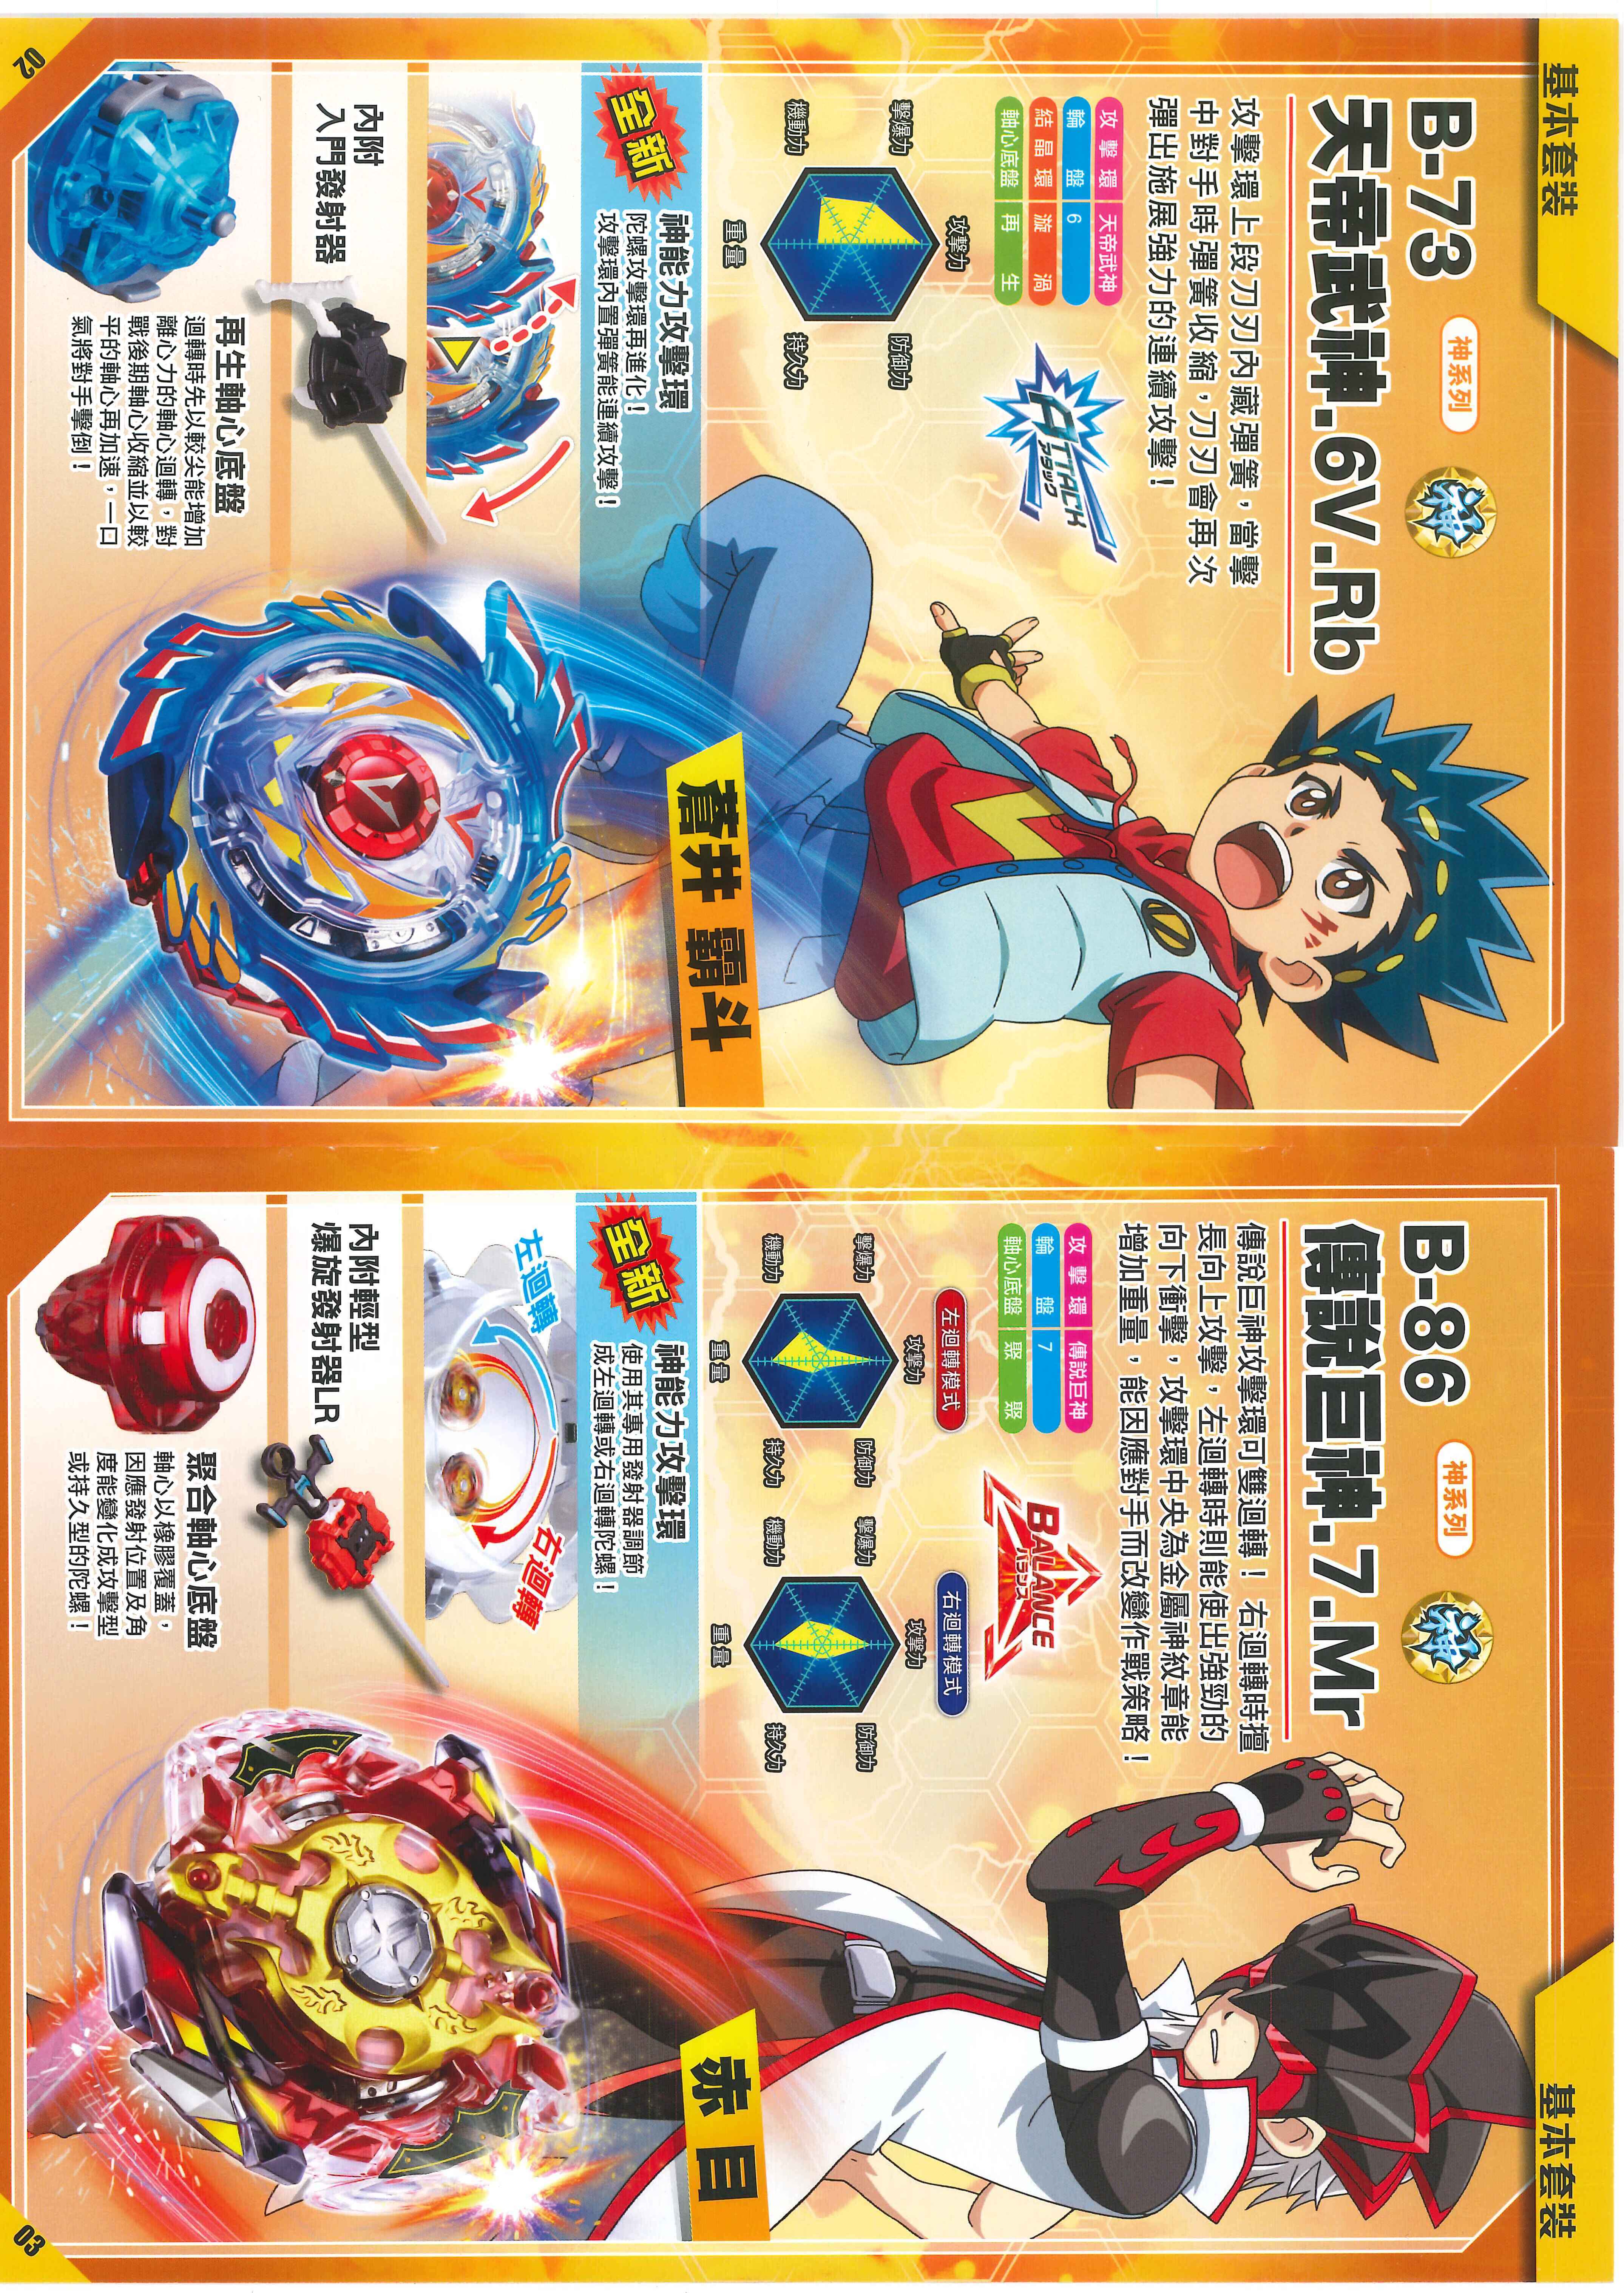 基本套裝
B-73
神系列
神
天帝武神.6V.Rb
攻擊環上段刀刃內藏彈簧，當擊
中對手時彈簧收縮，刀刃會再次
彈出施展強力的連續攻擊！
攻擊環 天帝武神
輪盤 6
結晶環 漩渦
軸心底盤 再生
ATTACK
アタック
攻擊力
擊爆力
防御力
機動力
持久力
重量
蒼井 霸斗
全新
神能力攻擊環
陀螺攻擊環再進化！
攻擊環內置彈簧能連續攻擊！
內附
入門發射器
再生軸心底盤
迴轉時先以較尖能增加
離心力的軸心迴轉，對
戰後期軸心收縮並以較
平的軸心再加速，一口
氣將對手擊倒！
02
基本套裝
B-86
神系列
神
傳說巨神.7.Mr
傳說巨神攻擊環可雙迴轉！ 右迴轉時擅
長向上攻擊，左迴轉時則能使出強勁的
向下衝擊，攻擊環中央為金屬神紋章能
增加重量，能因應對手而改變作戰策略！
攻擊環 傳說巨神
輪盤 7
軸心底盤 聚聚
BALANCE
バランス
左迴轉模式
攻擊力
擊爆力
防御力
機動力
持久力
重量
右迴轉模式
攻擊力
擊爆力
防御力
機動力
持久力
重量
赤目
全新
神能力攻擊環
使用其專用發射器調節
成左迴轉或右迴轉陀螺！
左迴轉
右迴轉
內附輕型
爆旋發射器LR
聚合軸心底盤
軸心以橡膠覆蓋，
因應發射位置及角
度能變化成攻擊型
或持久型的陀螺！
03